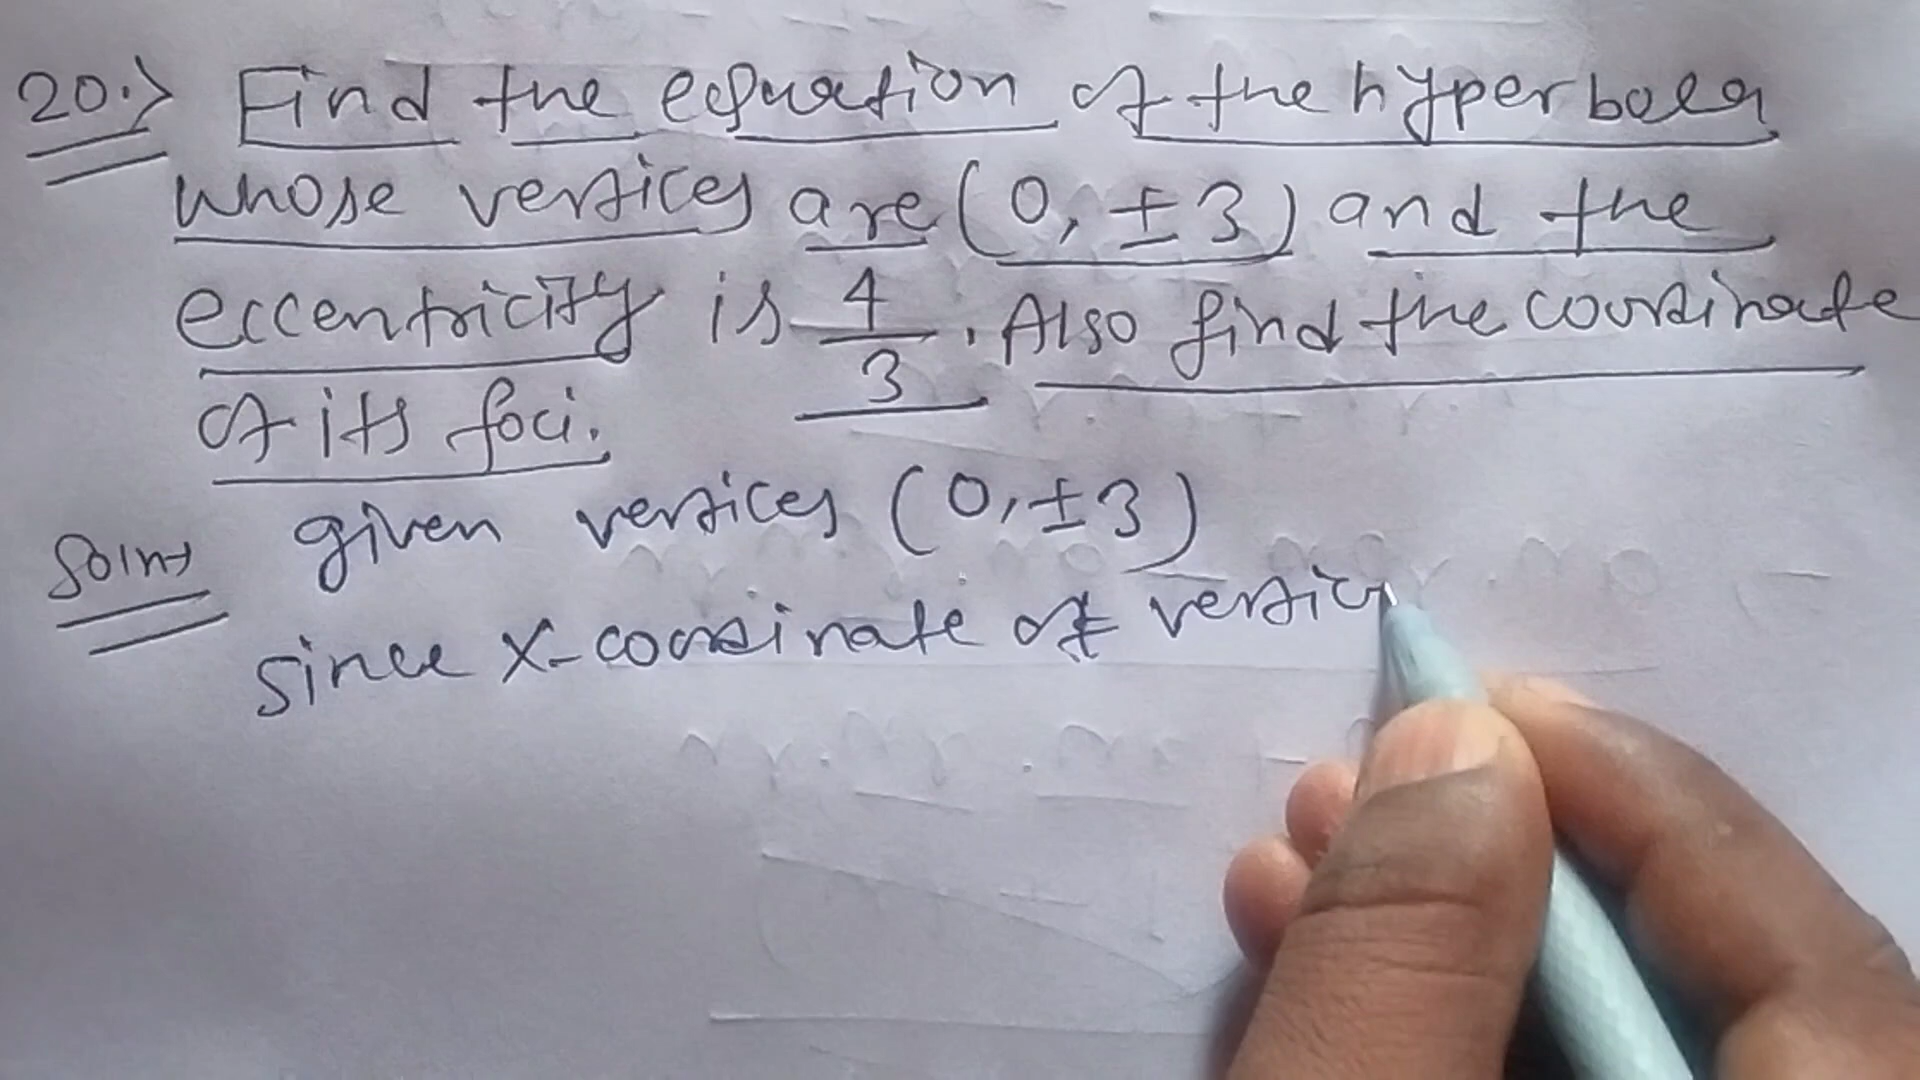 20.> Find the equation of the hyperbola
whose vertices are (0, ±3) and the
eccentricity is 4/3. Also find the coordinate
of its foci.
Soln> given vertices (0, ±3)
since x-coordinate of vertic